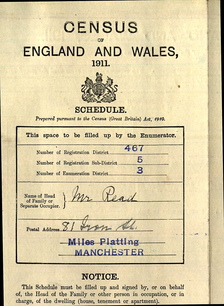 CENSUS
OF
ENGLAND AND WALES,
1911.
SCHEDULE.
Prepared pursuant to the Census (Great Britain) Act, 1910.
This space to be filled up by the Enumerator.
Number of Registration District 467
Number of Registration Sub-District 5
Number of Enumeration District 3
Name of Head of Family or Separate Occupier. } Mr Read
Postal Address 81 Iron St.
Miles Platting
MANCHESTER
NOTICE.
This Schedule must be filled up and signed by, or on behalf
of, the Head of the Family or other person in occupation, or in
charge of the dwelling (house, tenement or apartment).